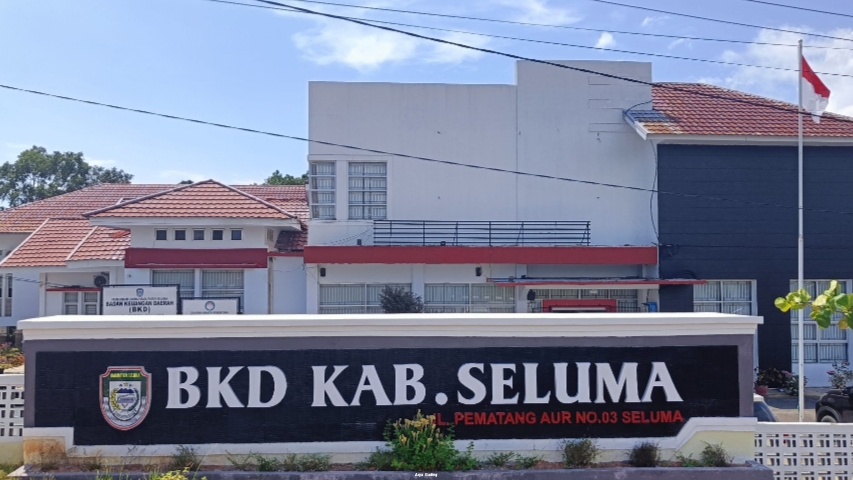 BADAN KEUANGAN DAERAH
(BKD)
BKD KAB.SELUMA
JL. PEMATANG AUR NO.03 SELUMA